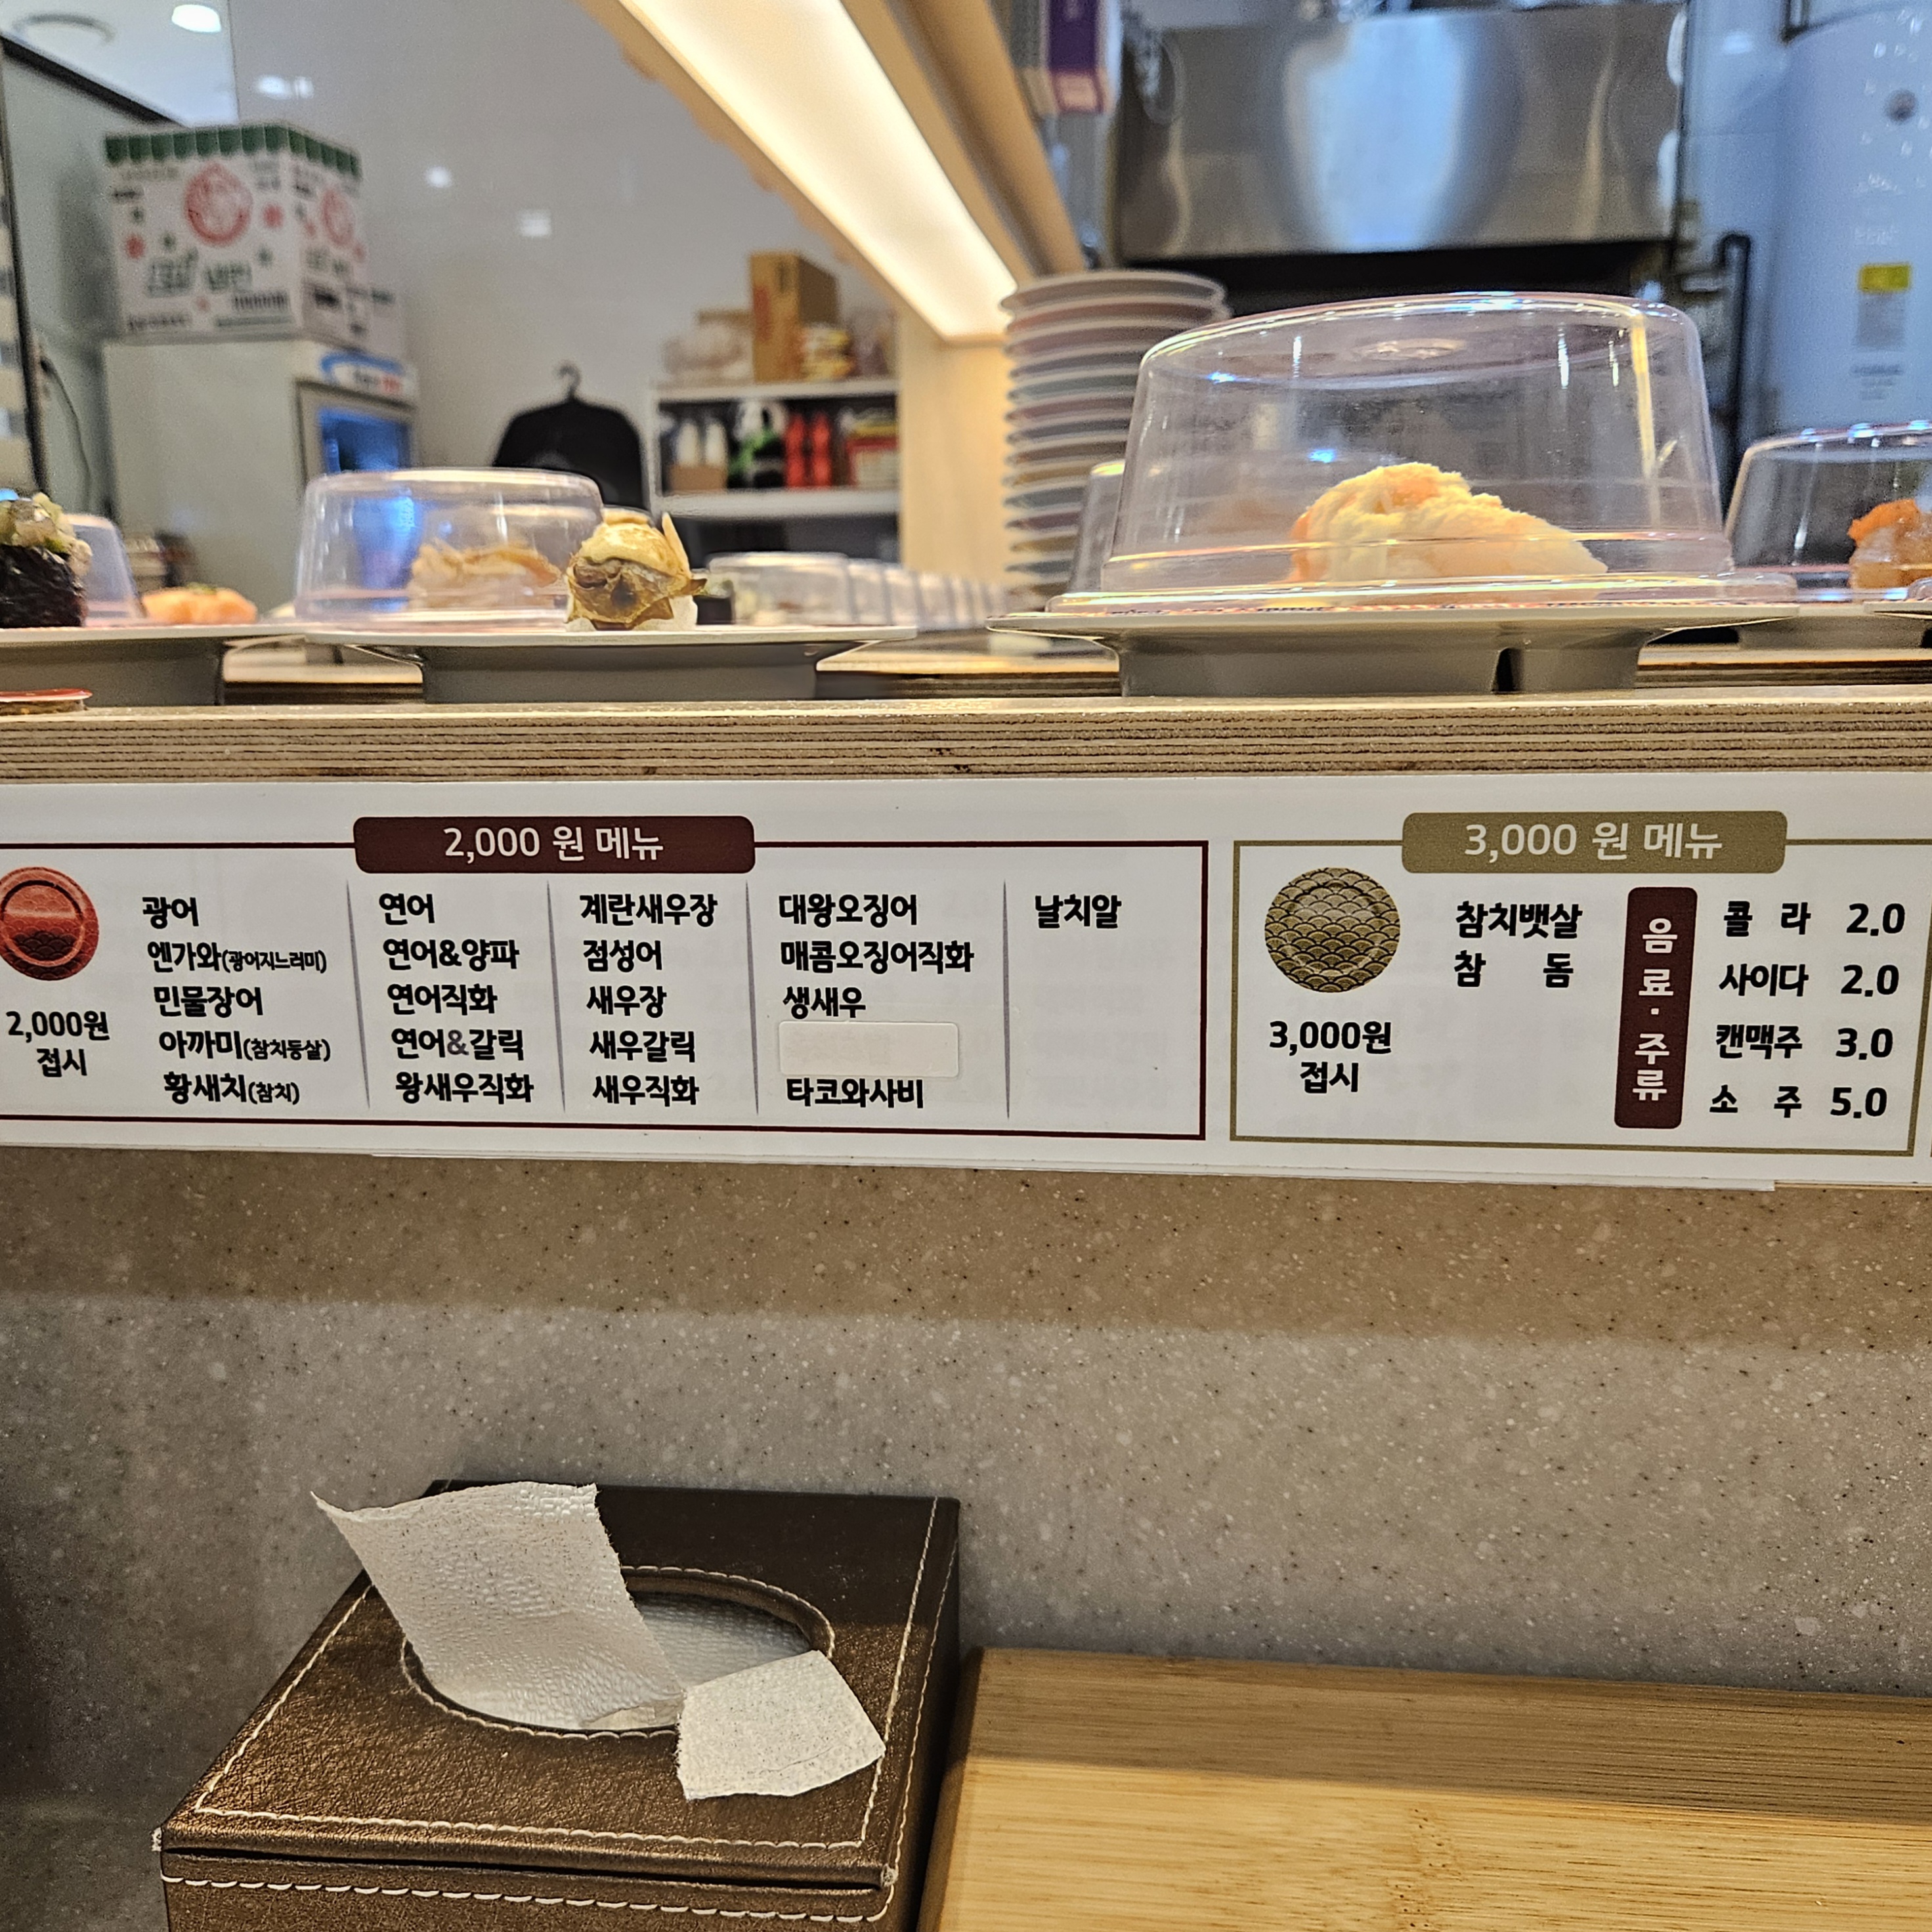 2,000 원 메뉴
2,000원
접시
광어
엔가와(광어지느러미)
민물장어
아까미(참치등살)
황새치(참치)
연어
연어&양파
연어직화
연어&갈릭
왕새우직화
계란새우장
점성어
새우장
새우갈릭
새우직화
대왕오징어
매콤오징어직화
생새우
타코와사비
날치알
3,000 원 메뉴
3,000원
접시
참치뱃살
참 돔
음료·주류
콜 라 2.0
사이다 2.0
캔맥주 3.0
소 주 5.0